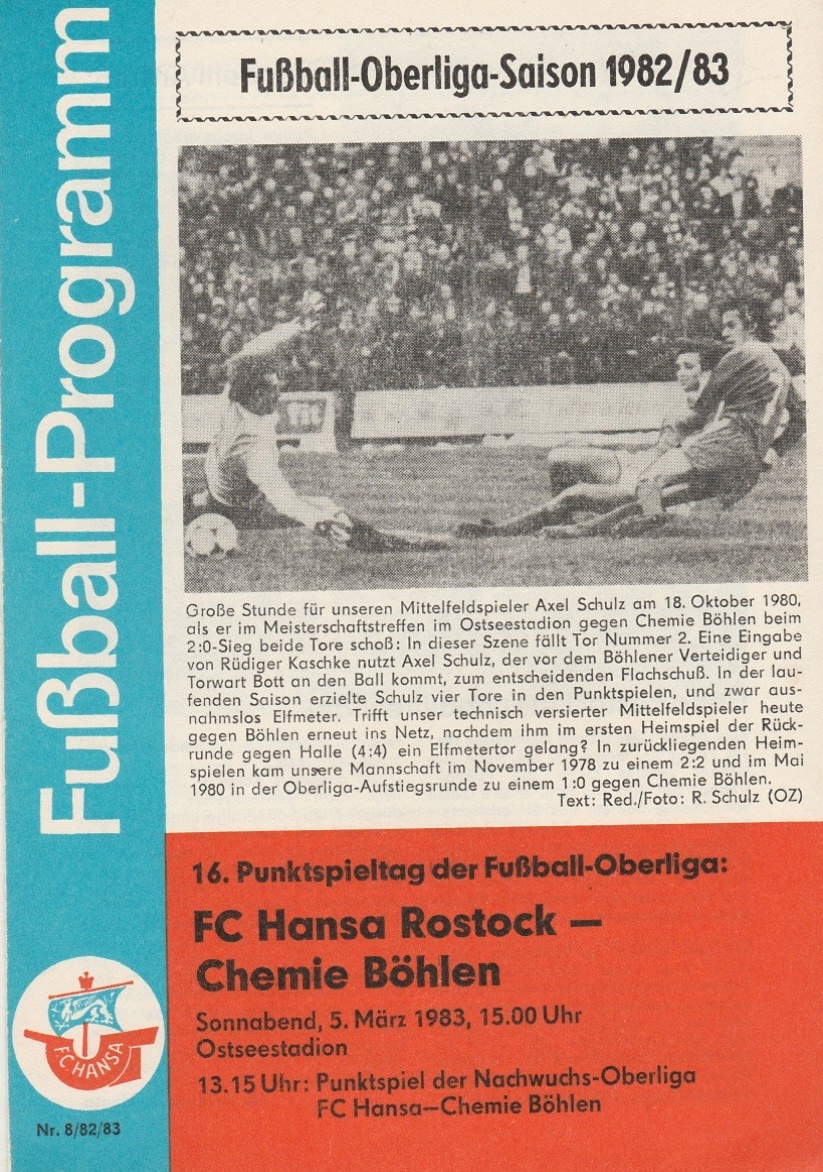 Fußball-Programm
Fußball-Oberliga-Saison 1982/83
fit
Große Stunde für unseren Mittelfeldspieler Axel Schulz am 18. Oktober 1980,
als er im Meisterschaftstreffen im Ostseestadion gegen Chemie Böhlen beim
2:0-Sieg beide Tore schoß: In dieser Szene fällt Tor Nummer 2. Eine Eingabe
von Rüdiger Kaschke nutzt Axel Schulz, der vor dem Böhlener Verteidiger und
Torwart Bott an den Ball kommt, zum entscheidenden Flachschuß. In der lau-
fenden Saison erzielte Schulz vier Tore in den Punktspielen, und zwar aus-
nahmslos Elfmeter. Trifft unser technisch versierter Mittelfeldspieler heute
gegen Böhlen erneut ins Netz, nachdem ihm im ersten Heimspiel der Rück-
runde gegen Halle (4:4) ein Elfmetertor gelang? In zurückliegenden Heim-
spielen kam unsere Mannschaft im November 1978 zu einem 2:2 und im Mai
1980 in der Oberliga-Aufstiegsrunde zu einem 1:0 gegen Chemie Böhlen.
Text: Red./Foto: R. Schulz (OZ)
16. Punktspieltag der Fußball-Oberliga:
FC Hansa Rostock —
Chemie Böhlen
Sonnabend, 5. März 1983, 15.00 Uhr
Ostseestadion
13.15 Uhr: Punktspiel der Nachwuchs-Oberliga
FC Hansa—Chemie Böhlen
F.C. HANSA
Nr. 8/82/83